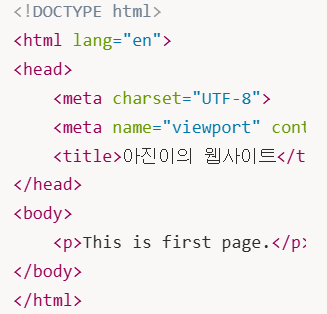 <!DOCTYPE html>
<html lang="en">
<head>
<meta charset="UTF-8">
<meta name="viewport" cont
<title>아진이의 웹사이트</t
</head>
<body>
<p>This is first page.</p>
</body>
</html>